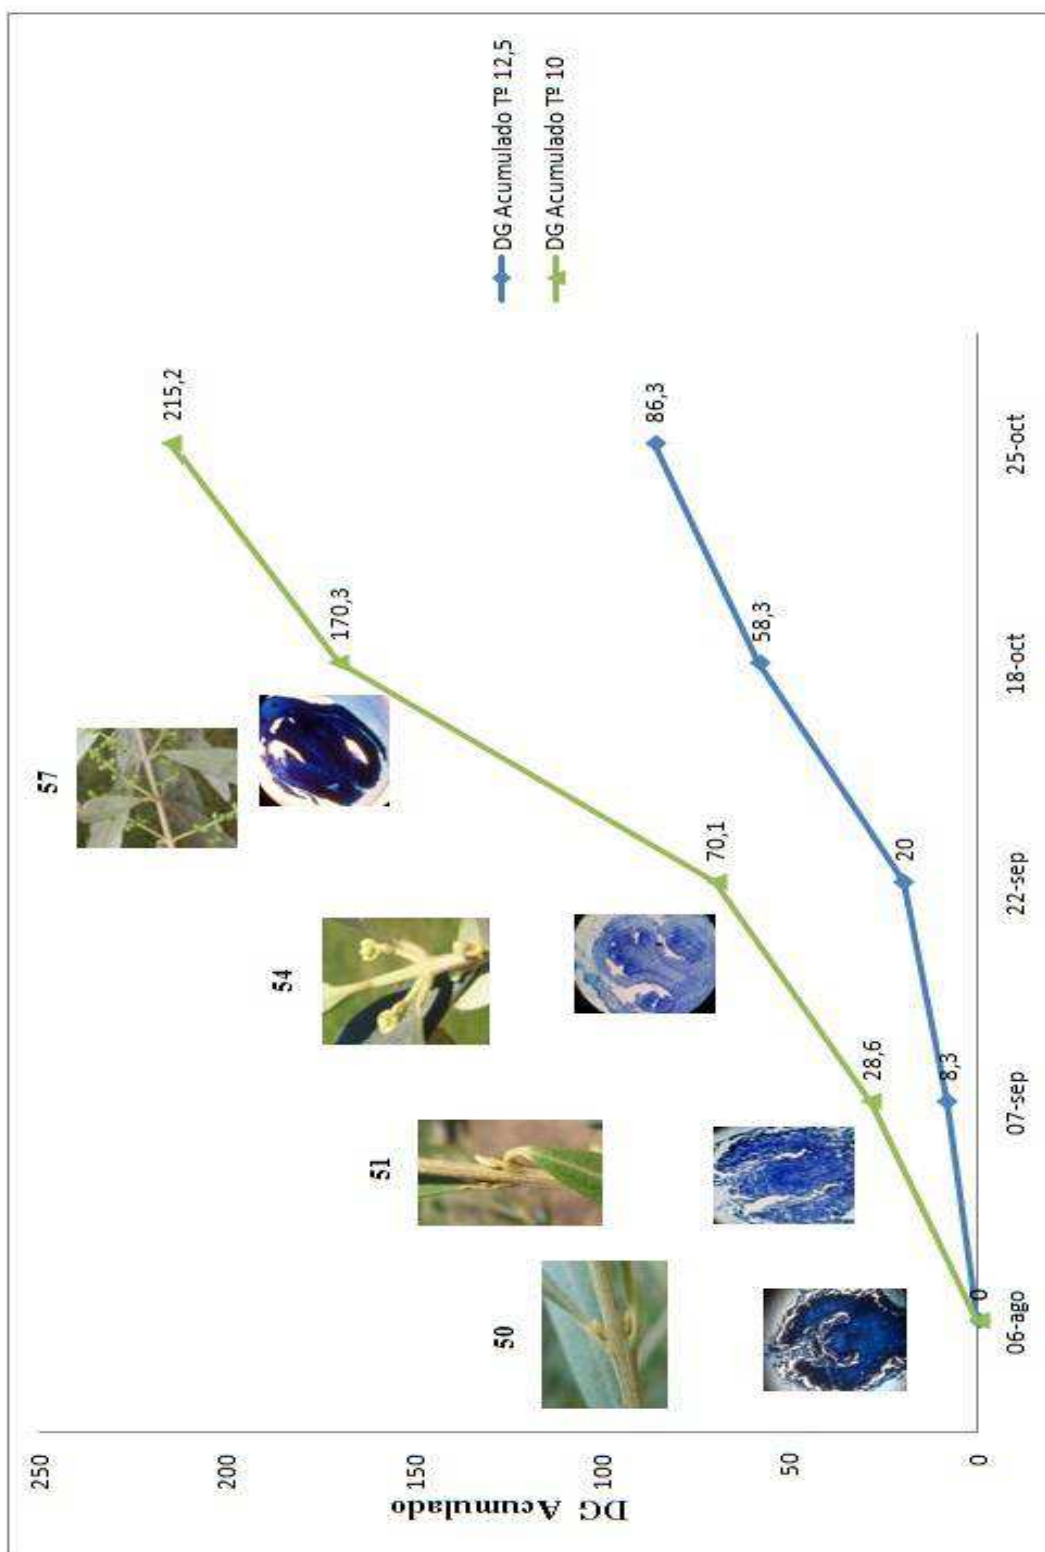 DG Acumulado
250
200
150
100
50
0
50
51
54
57
215,2
170,3
70,1
28,6
86,3
58,3
20
8,3
0
06-ago
07-sep
22-sep
18-oct
25-oct
DG Acumulado Tº 12,5
DG Acumulado Tº 10